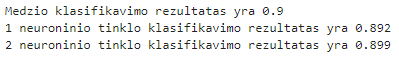 Medzio klasifikavimo rezultatas yra 0.9
1 neuroninio tinklo klasifikavimo rezultatas yra 0.892
2 neuroninio tinklo klasifikavimo rezultatas yra 0.899